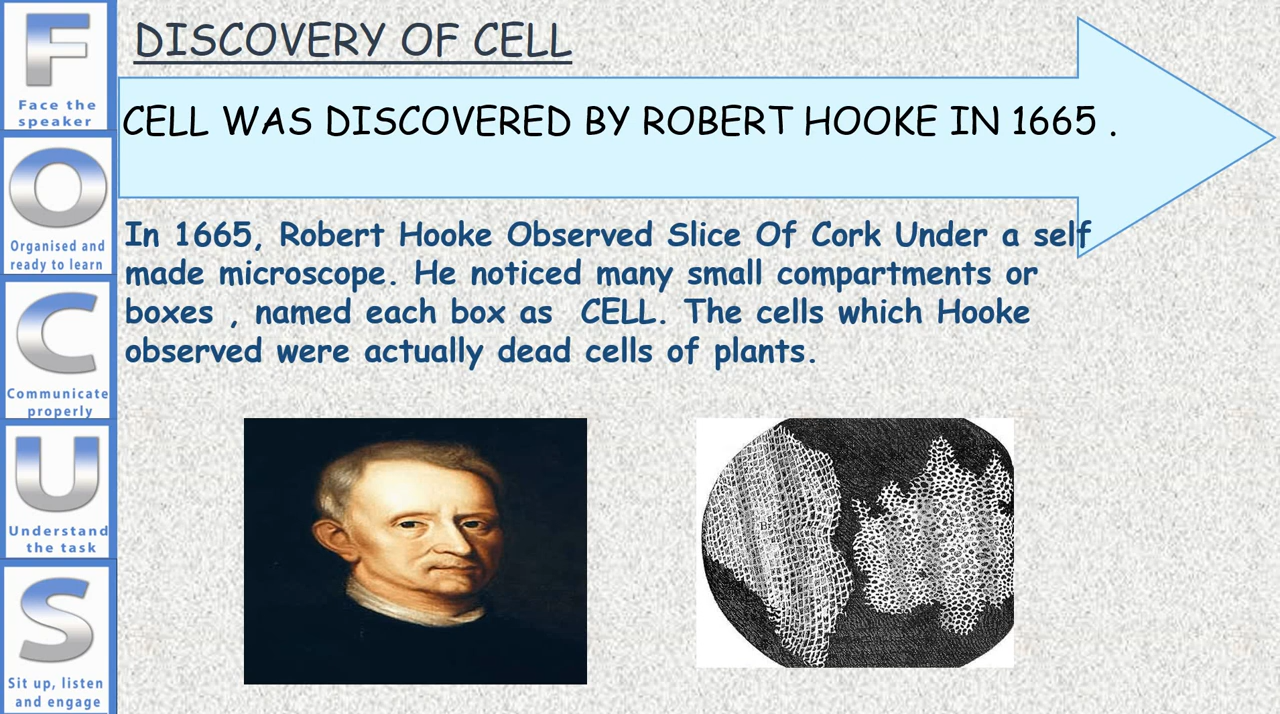 F
Face the
speaker
O
Organised and
ready to learn
C
Communicate
properly
U
Understand
the task
S
Sit up, listen
and engage
DISCOVERY OF CELL
CELL WAS DISCOVERED BY ROBERT HOOKE IN 1665 .
In 1665, Robert Hooke Observed Slice Of Cork Under a self
made microscope. He noticed many small compartments or
boxes , named each box as  CELL. The cells which Hooke
observed were actually dead cells of plants.